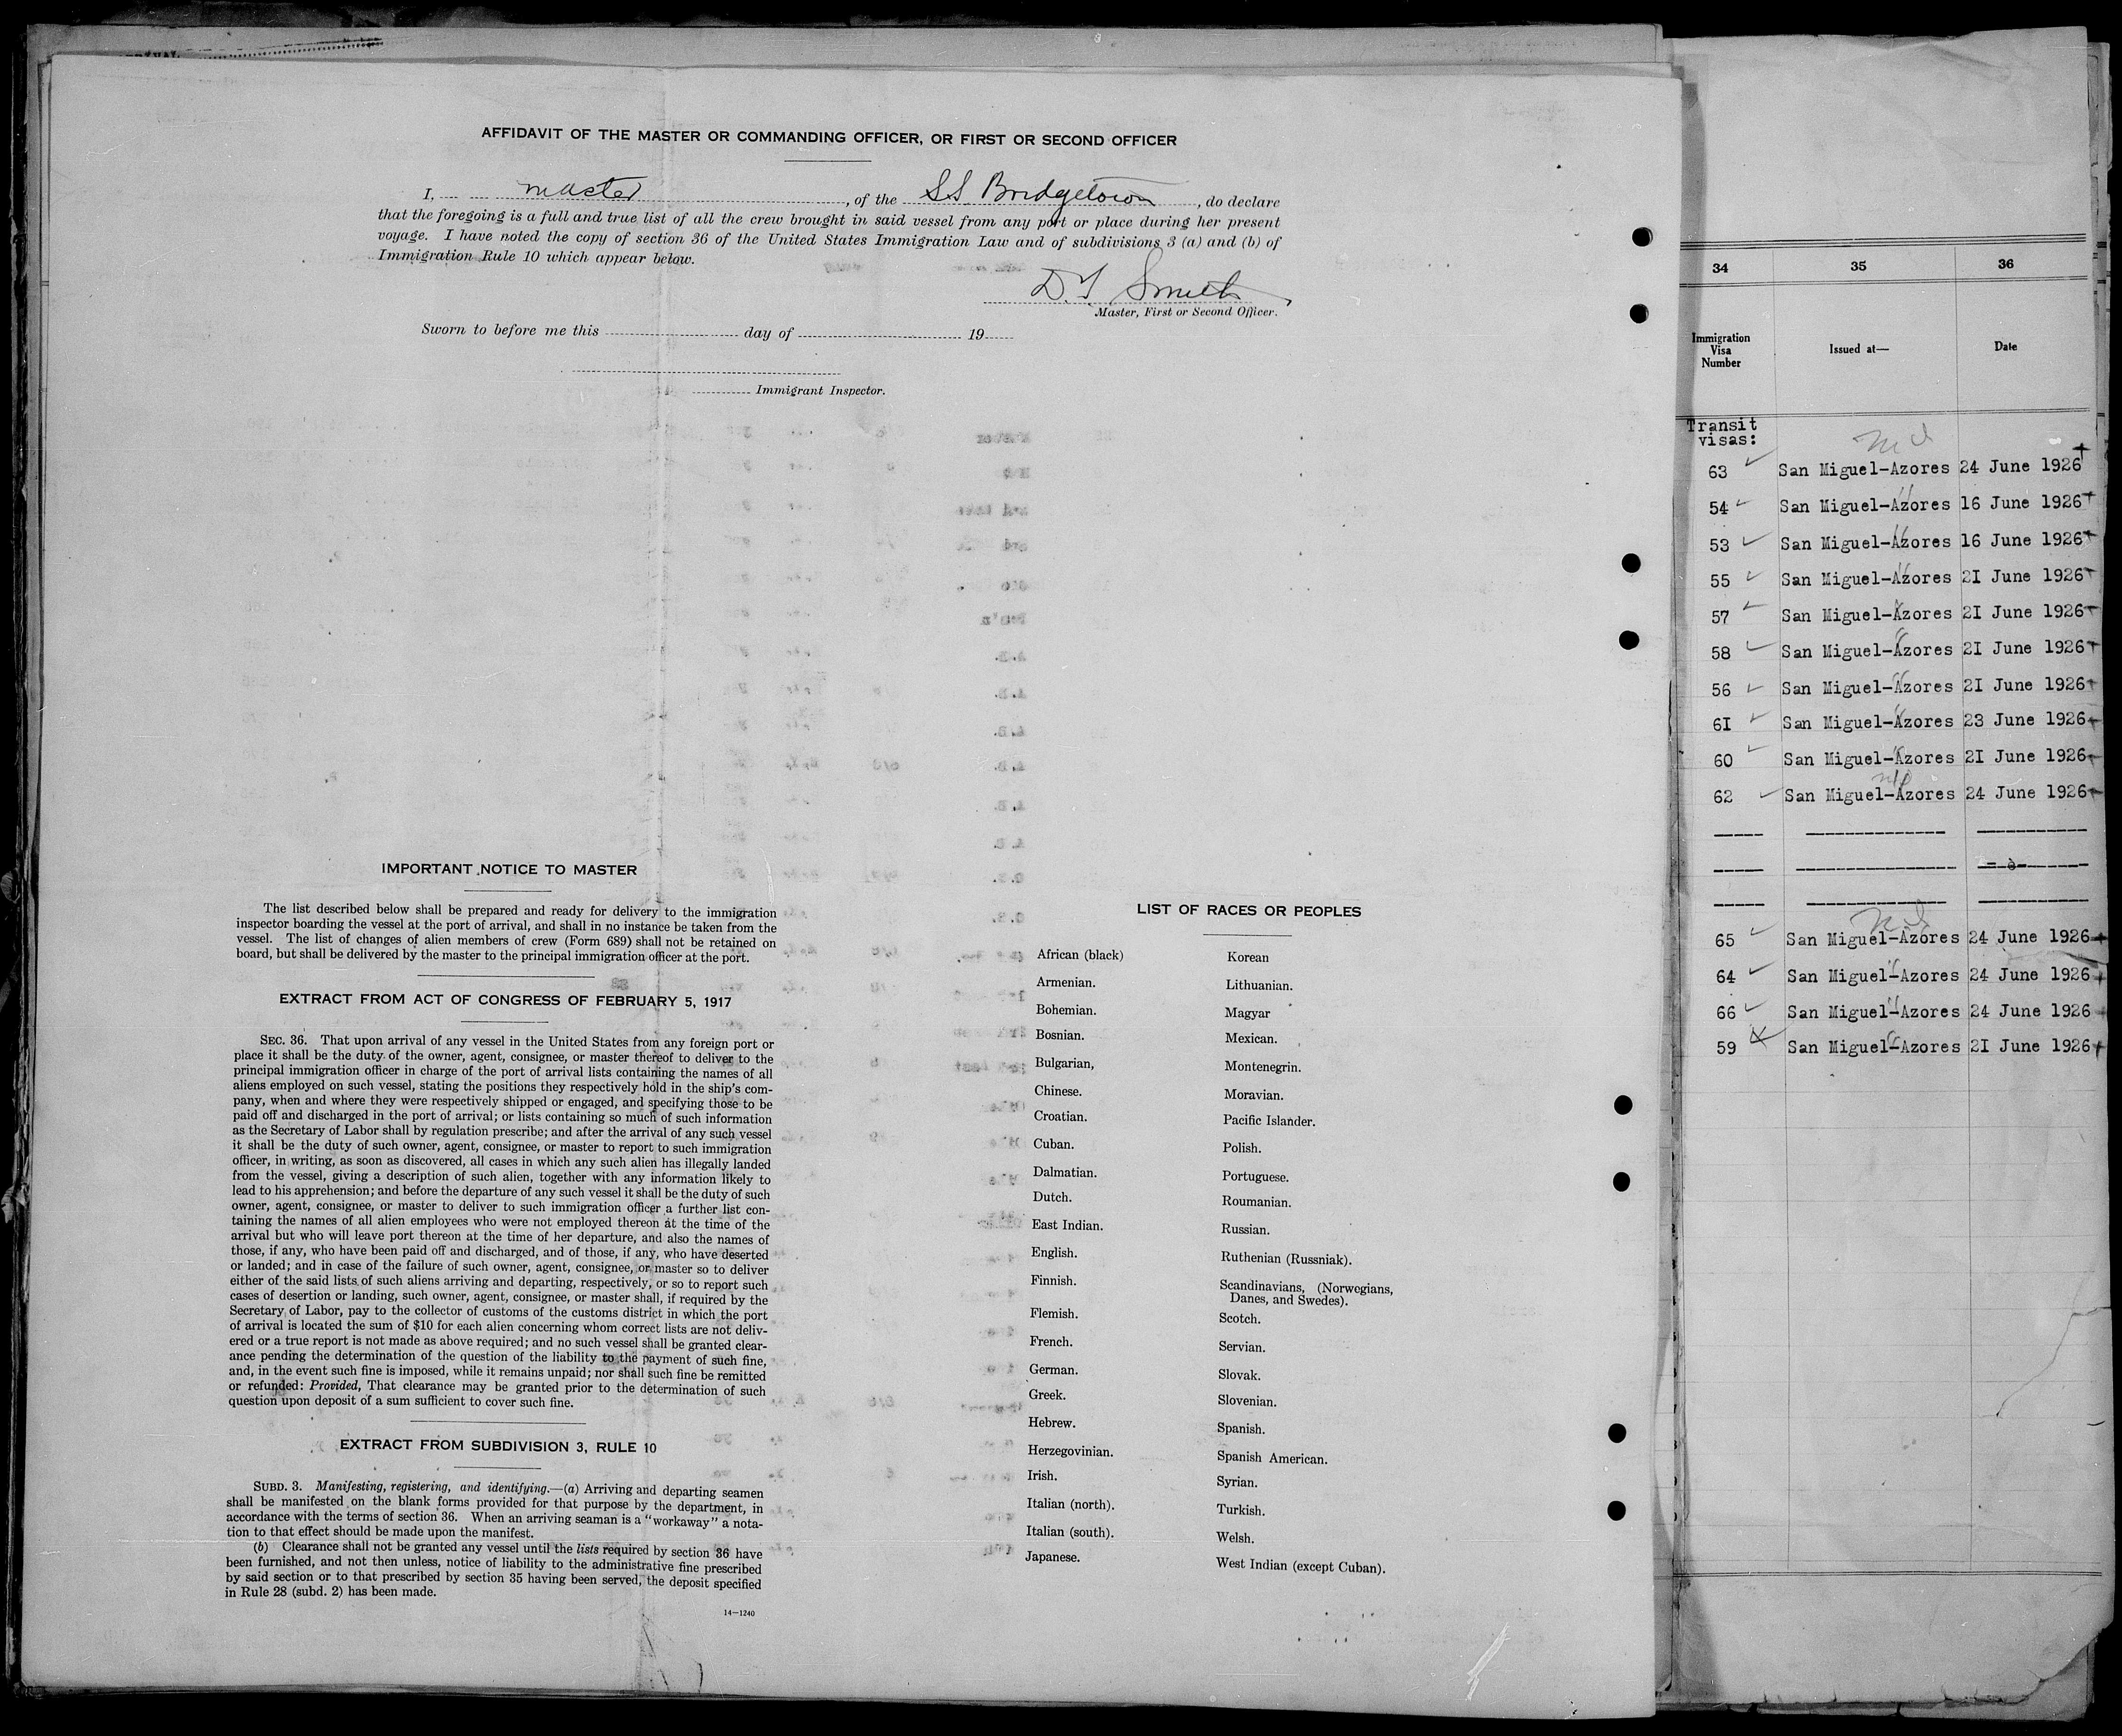 AFFIDAVIT OF THE MASTER OR COMMANDING OFFICER, OR FIRST OR SECOND OFFICER
I, master, of the SS Bridgetown, do declare
that the foregoing is a full and true list of all the crew brought in said vessel from any port or place during her present
voyage. I have noted the copy of section 36 of the United States Immigration Law and of subdivisions 3 (a) and (b) of
Immigration Rule 10 which appear below.
Smith
Master, First or Second Officer.
Sworn to before me this day of 19
Immigrant Inspector.
IMPORTANT NOTICE TO MASTER
The list described below shall be prepared and ready for delivery to the immigration
inspector boarding the vessel at the port of arrival, and shall in no instance be taken from the
vessel. The list of changes of alien members of crew (Form 689) shall not be retained on
board, but shall be delivered by the master to the principal immigration officer at the port.
EXTRACT FROM ACT OF CONGRESS OF FEBRUARY 5, 1917
SEC. 36. That upon arrival of any vessel in the United States from any foreign port or
place it shall be the duty of the owner, agent, consignee, or master thereof to deliver to the
principal immigration officer in charge of the port of arrival lists containing the names of all
aliens employed on such vessel, stating the positions they respectively hold in the ship's com-
pany, when and where they were respectively shipped or engaged, and specifying those to be
paid off and discharged in the port of arrival; or lists containing so much of such information
as the Secretary of Labor shall by regulation prescribe; and after the arrival of any such vessel
it shall be the duty of such owner, agent, consignee, or master to report to such immigration
officer, in writing, as soon as discovered, all cases in which any such alien has illegally landed
from the vessel, giving a description of such alien, together with any information likely to
lead to his apprehension; and before the departure of any such vessel it shall be the duty of such
owner, agent, consignee, or master to deliver to such immigration officer a further list con-
taining the names of all alien employees who were not employed thereon at the time of the
arrival but who will leave port thereon at the time of her departure, and also the names of
those, if any, who have been paid off and discharged, and of those, if any, who have deserted
or landed; and in case of the failure of such owner, agent, consignee, or master so to deliver
either of the said lists of such aliens arriving and departing, respectively, or so to report such
cases of desertion or landing, such owner, agent, consignee, or master shall, if required by the
Secretary of Labor, pay to the collector of customs of the customs district in which the port
of arrival is located the sum of $10 for each alien concerning whom correct lists are not deliv-
ered or a true report is not made as above required; and no such vessel shall be granted clear-
ance pending the determination of the question of the liability to the payment of such fine,
and, in the event such fine is imposed, while it remains unpaid; nor shall such fine be remitted
or refunded: Provided, That clearance may be granted prior to the determination of such
question upon deposit of a sum sufficient to cover such fine.
EXTRACT FROM SUBDIVISION 3, RULE 10
SUBD. 3. Manifesting, registering, and identifying.—(a) Arriving and departing seamen
shall be manifested on the blank forms provided for that purpose by the department, in
accordance with the terms of section 36. When an arriving seaman is a "workaway" a nota-
tion to that effect should be made upon the manifest.
(b) Clearance shall not be granted any vessel until the lists required by section 36 have
been furnished, and not then unless, notice of liability to the administrative fine prescribed
by said section or to that prescribed by section 35 having been served, the deposit specified
in Rule 28 (subd. 2) has been made.
14—1240
LIST OF RACES OR PEOPLES
African (black)
Armenian.
Bohemian.
Bosnian.
Bulgarian,
Chinese.
Croatian.
Cuban.
Dalmatian.
Dutch.
East Indian.
English.
Finnish.
Flemish.
French.
German.
Greek.
Hebrew.
Herzegovinian.
Irish.
Italian (north).
Italian (south).
Japanese.
Korean
Lithuanian.
Magyar
Mexican.
Montenegrin.
Moravian.
Pacific Islander.
Polish.
Portuguese.
Roumanian.
Russian.
Ruthenian (Russniak).
Scandinavians, (Norwegians,
Danes, and Swedes).
Scotch.
Servian.
Slovak.
Slovenian.
Spanish.
Spanish American.
Syrian.
Turkish.
Welsh.
West Indian (except Cuban).
34 35 36
Immigration
Visa
Number
Issued at—
Date
Transit
visas:
63 San Miguel-Azores 24 June 1926
54 San Miguel-Azores 16 June 1926
53 San Miguel-Azores 16 June 1926
55 San Miguel-Azores 2I June 1926
57 San Miguel-Azores 2I June 1926
58 San Miguel-Azores 2I June 1926
56 San Miguel-Azores 2I June 1926
6I San Miguel-Azores 23 June 1926
60 San Miguel-Azores 2I June 1926
62 San Miguel-Azores 24 June 1926
65 San Miguel-Azores 24 June 1926
64 San Miguel-Azores 24 June 1926
66 San Miguel-Azores 24 June 1926
59 San Miguel-Azores 2I June 1926